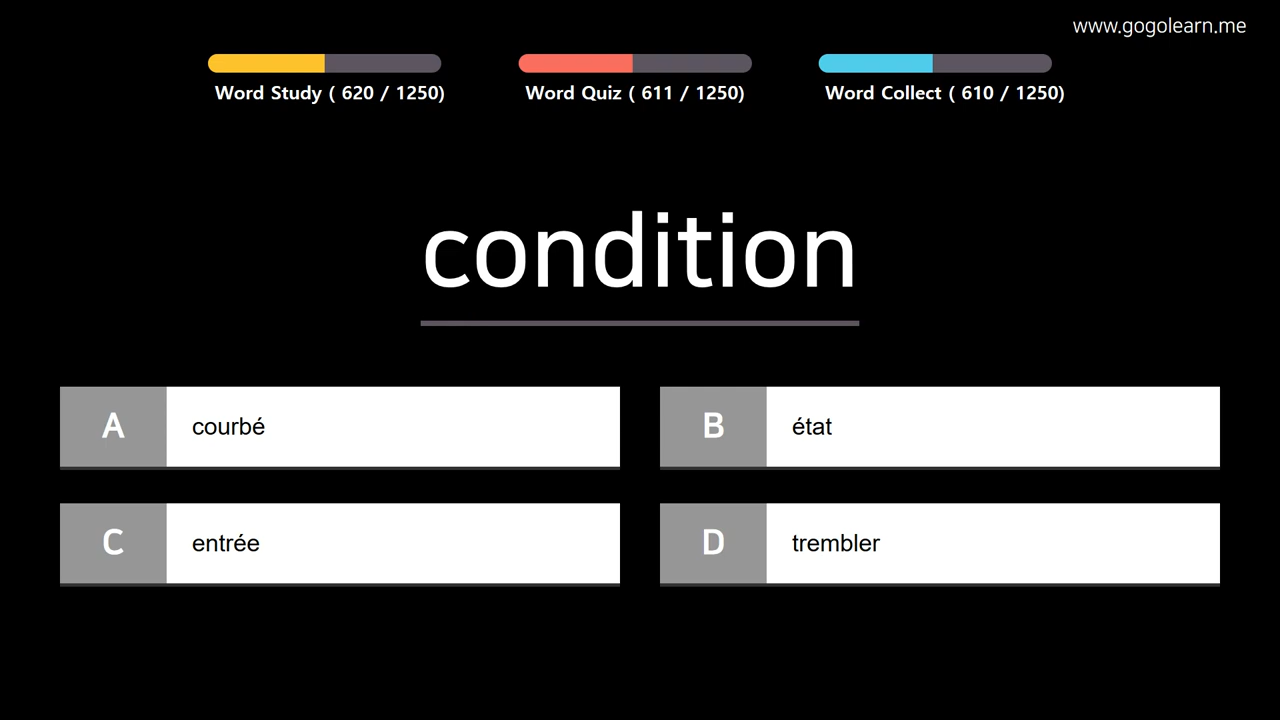 www.gogolearn.me
Word Study ( 620 / 1250)
Word Quiz ( 611 / 1250)
Word Collect ( 610 / 1250)
condition
A courbé
B état
C entrée
D trembler